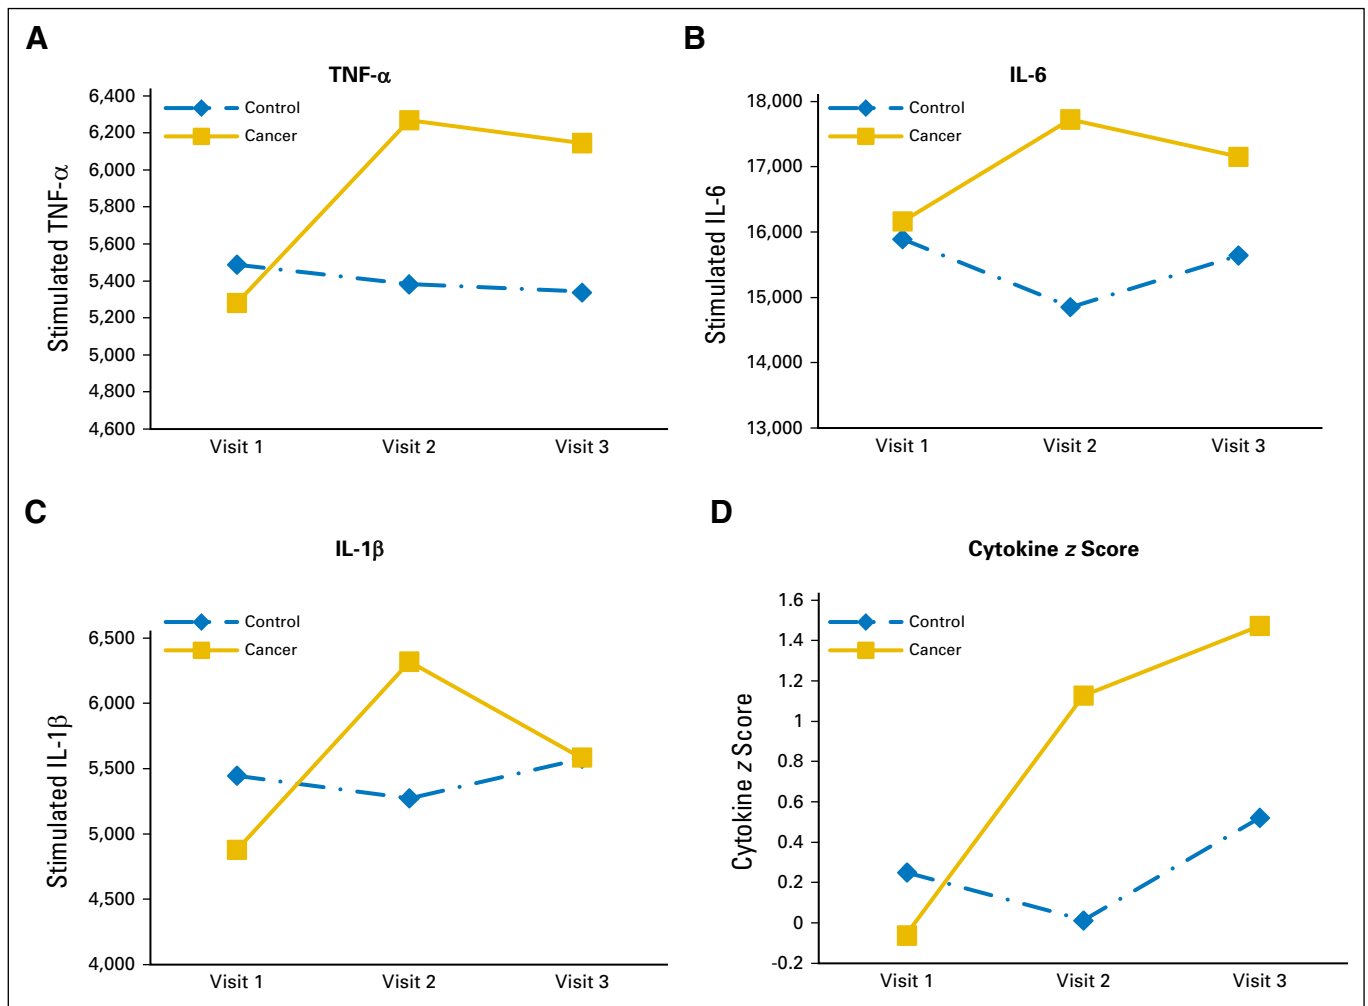 A
TNF-α
6,400
6,200
6,000
5,800
5,600
5,400
5,200
5,000
4,800
4,600
Stimulated TNF-α
Control
Cancer
Visit 1
Visit 2
Visit 3
B
IL-6
18,000
17,000
16,000
15,000
14,000
13,000
Stimulated IL-6
Control
Cancer
Visit 1
Visit 2
Visit 3
C
IL-1β
6,500
6,000
5,500
5,000
4,500
4,000
Stimulated IL-1β
Control
Cancer
Visit 1
Visit 2
Visit 3
D
Cytokine z Score
1.6
1.4
1.2
1
0.8
0.6
0.4
0.2
0
-0.2
Cytokine z Score
Control
Cancer
Visit 1
Visit 2
Visit 3